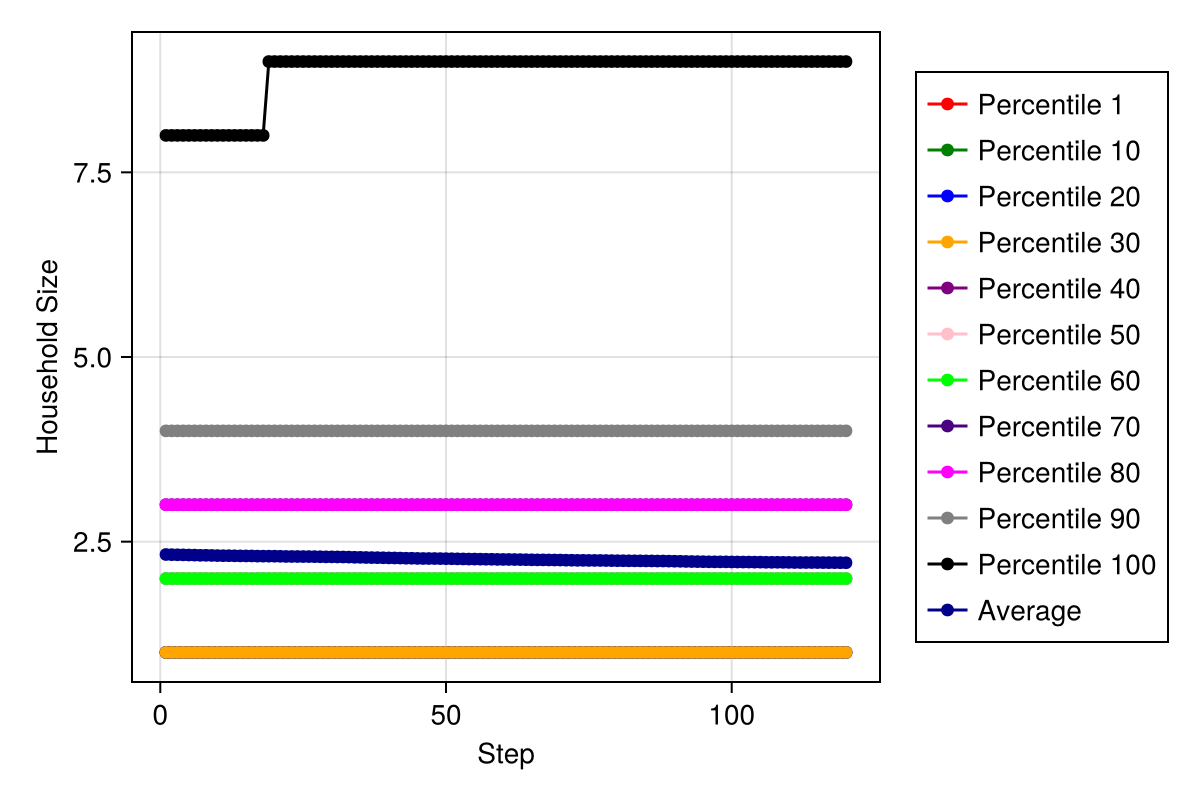 7.5
5.0
2.5
Household Size
0
50
100
Step
Percentile 1
Percentile 10
Percentile 20
Percentile 30
Percentile 40
Percentile 50
Percentile 60
Percentile 70
Percentile 80
Percentile 90
Percentile 100
Average